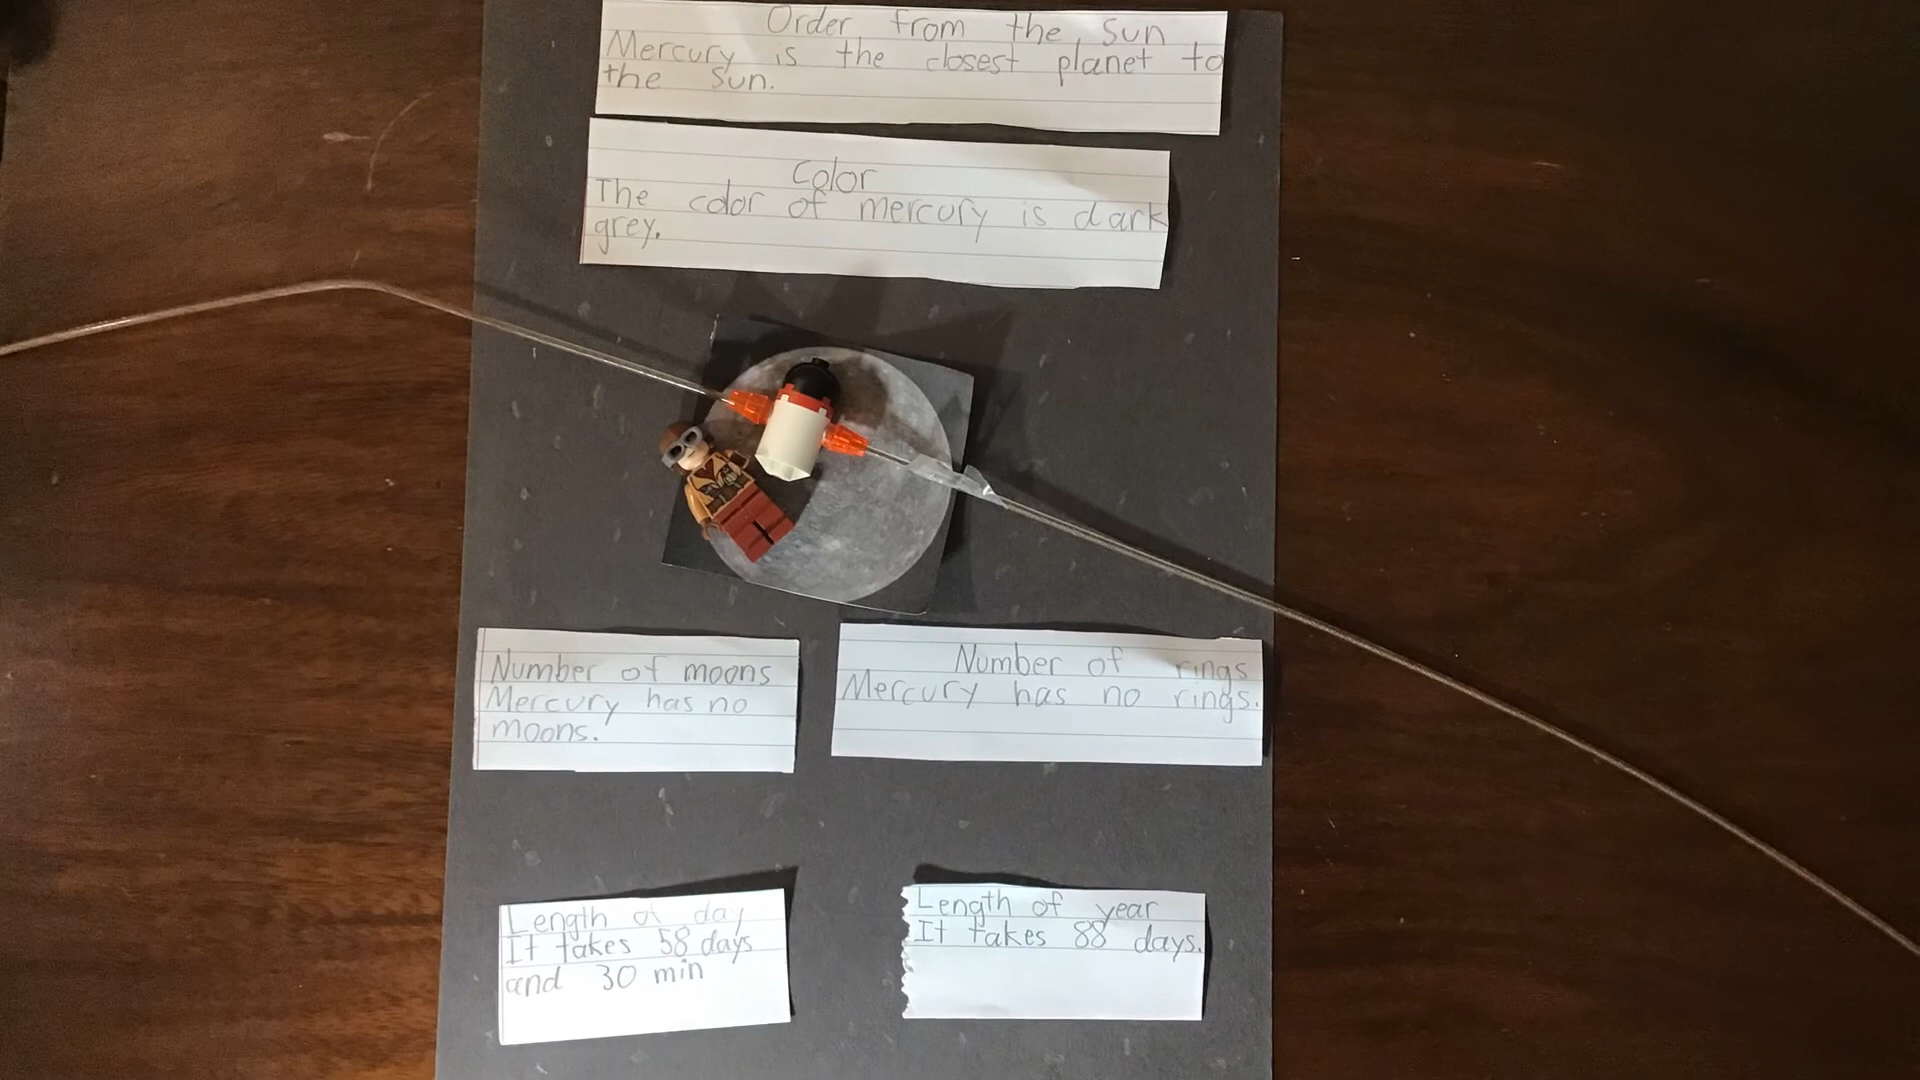 Order from the sun
Mercury is the closest planet to
the sun.
Color
The color of mercury is dark
grey.
Number of moons
Mercury has no
moons.
Number of rings
Mercury has no rings.
Length of day
It takes 58 days
and 30 min
Length of year
It takes 88 days.